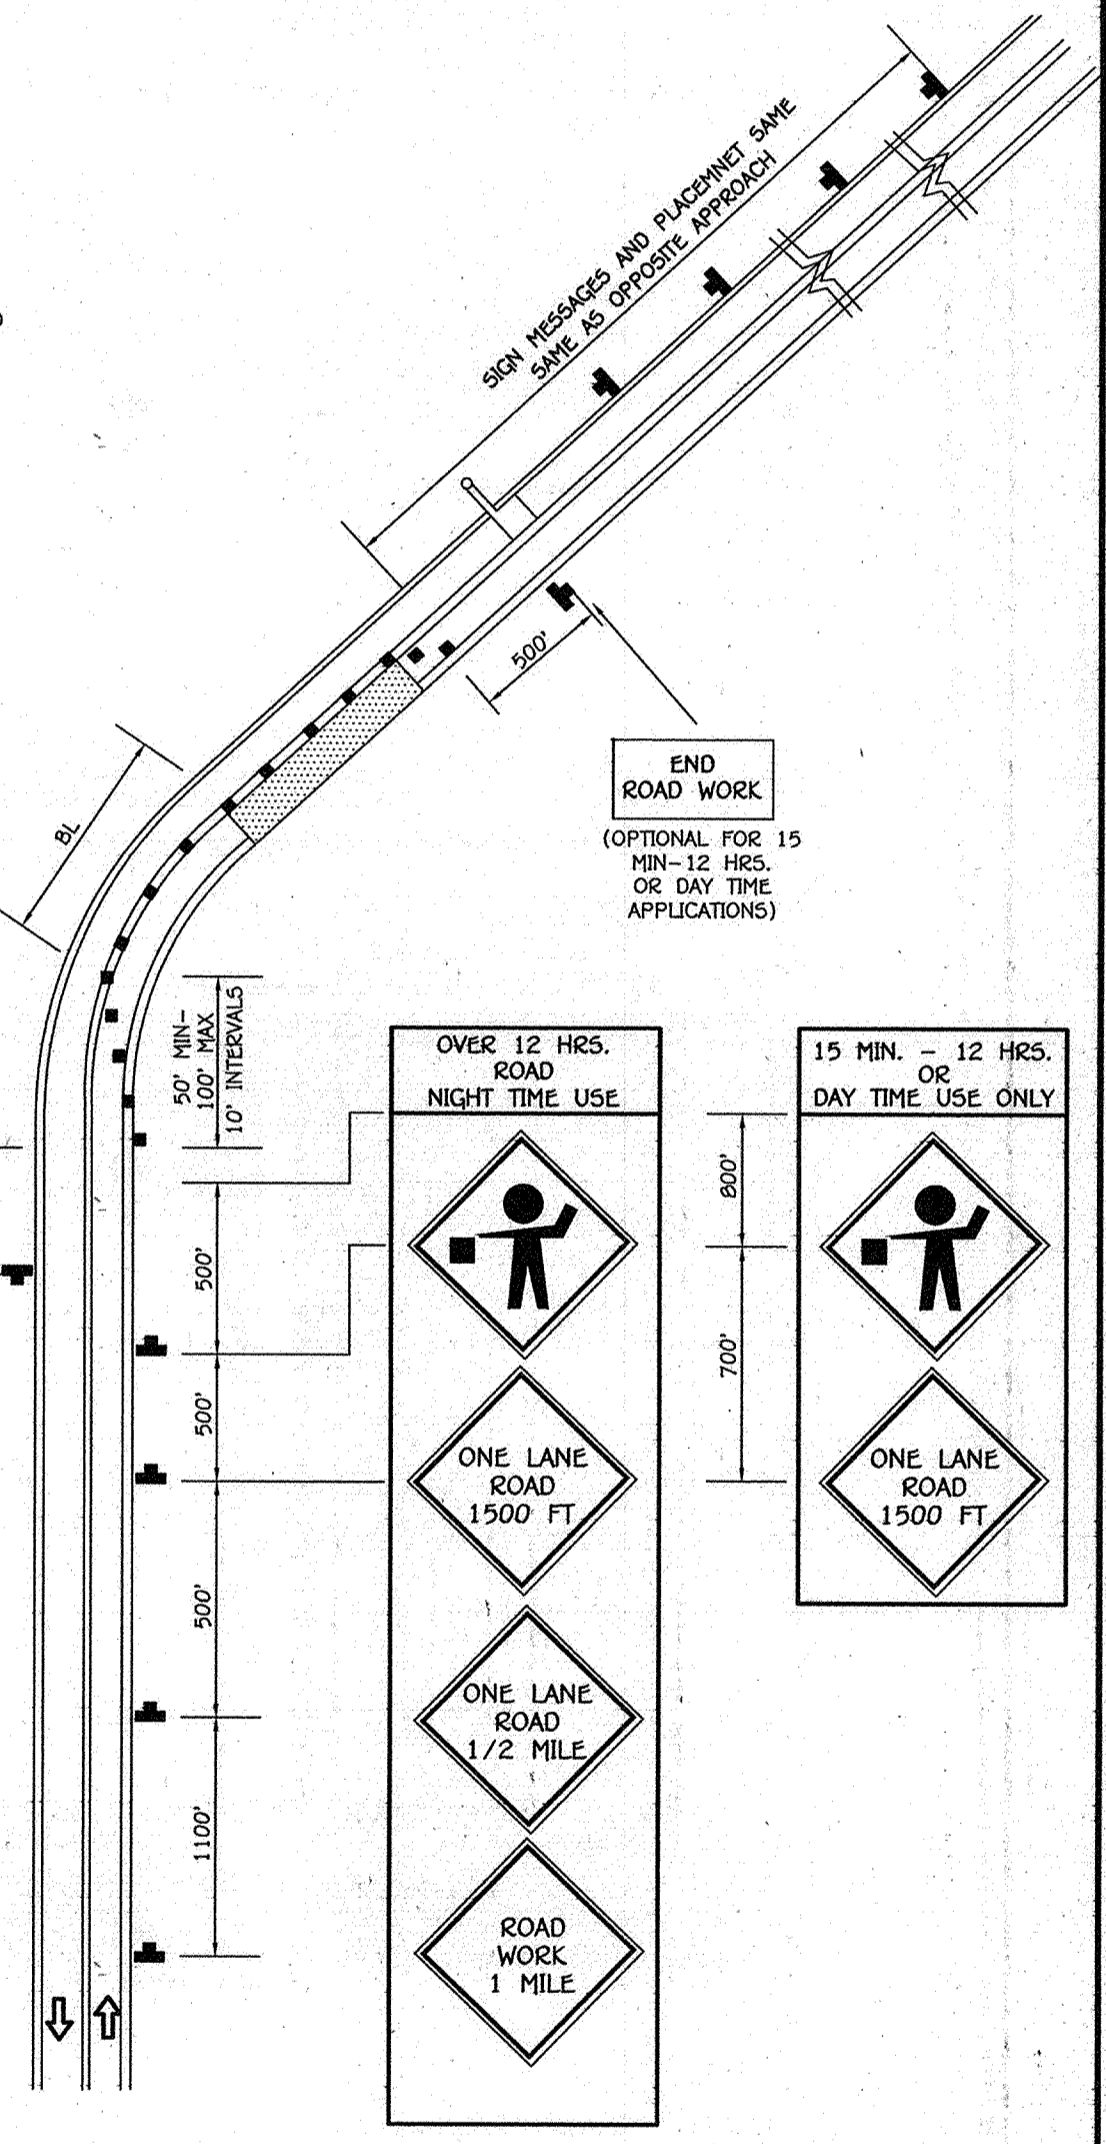 SIGN MESSAGES AND PLACEMNET SAME
SAME AS OPPOSITE APPROACH
500'
END
ROAD WORK
(OPTIONAL FOR 15
MIN-12 HRS.
OR DAY TIME
APPLICATIONS)
BL
50' MIN-
100' MAX
10' INTERVALS
500'
500'
500'
1100'
OVER 12 HRS.
ROAD
NIGHT TIME USE
ONE LANE
ROAD
1500 FT
ONE LANE
ROAD
1/2 MILE
ROAD
WORK
1 MILE
800'
700'
15 MIN. - 12 HRS.
OR
DAY TIME USE ONLY
ONE LANE
ROAD
1500 FT